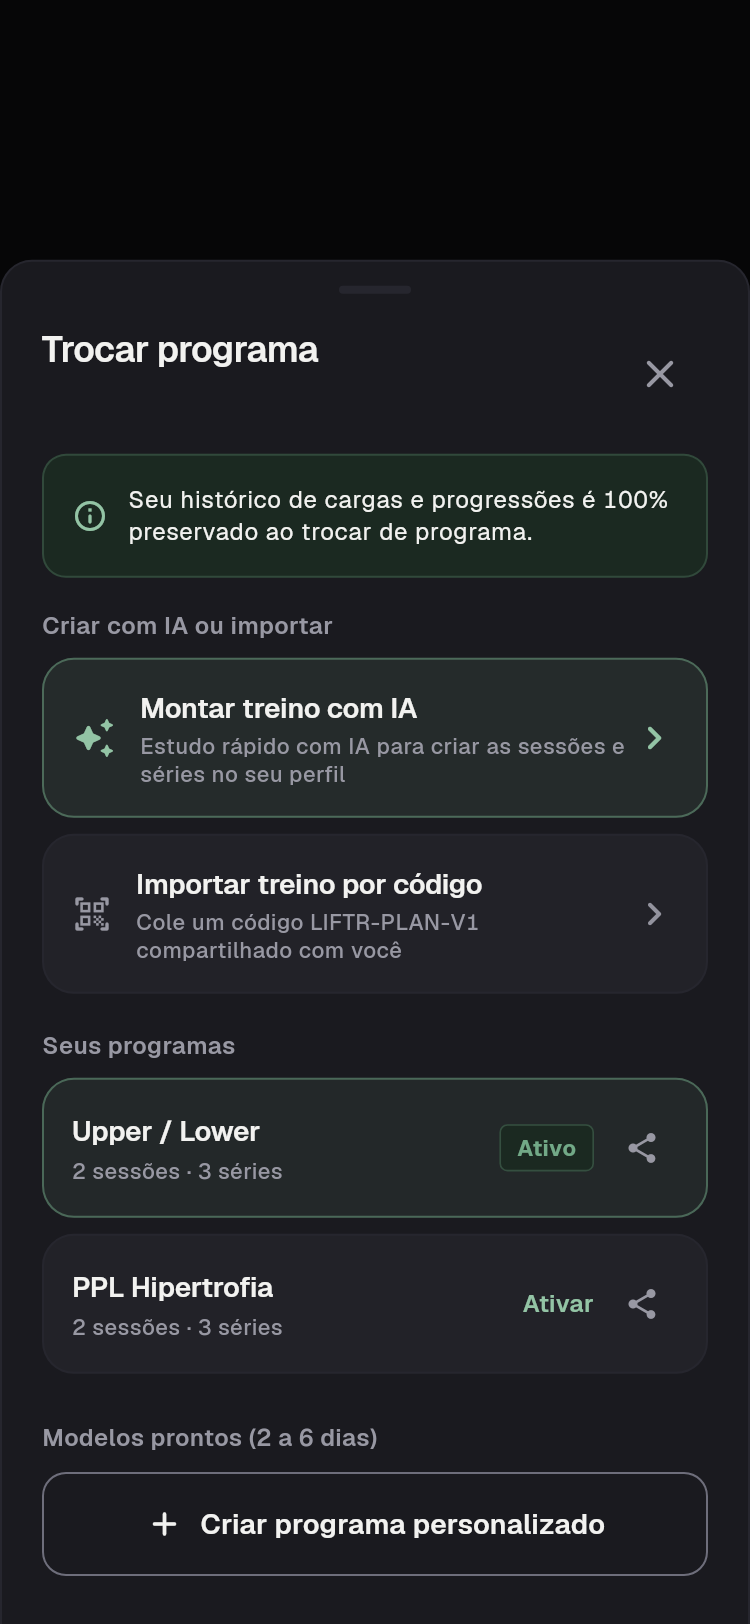 Trocar programa
Seu histórico de cargas e progressões é 100%
preservado ao trocar de programa.
Criar com IA ou importar
Montar treino com IA
Estudo rápido com IA para criar as sessões e
séries no seu perfil
Importar treino por código
Cole um código LIFTR-PLAN-V1
compartilhado com você
Seus programas
Upper / Lower
2 sessões · 3 séries
Ativo
PPL Hipertrofia
2 sessões · 3 séries
Ativar
Modelos prontos (2 a 6 dias)
Criar programa personalizado